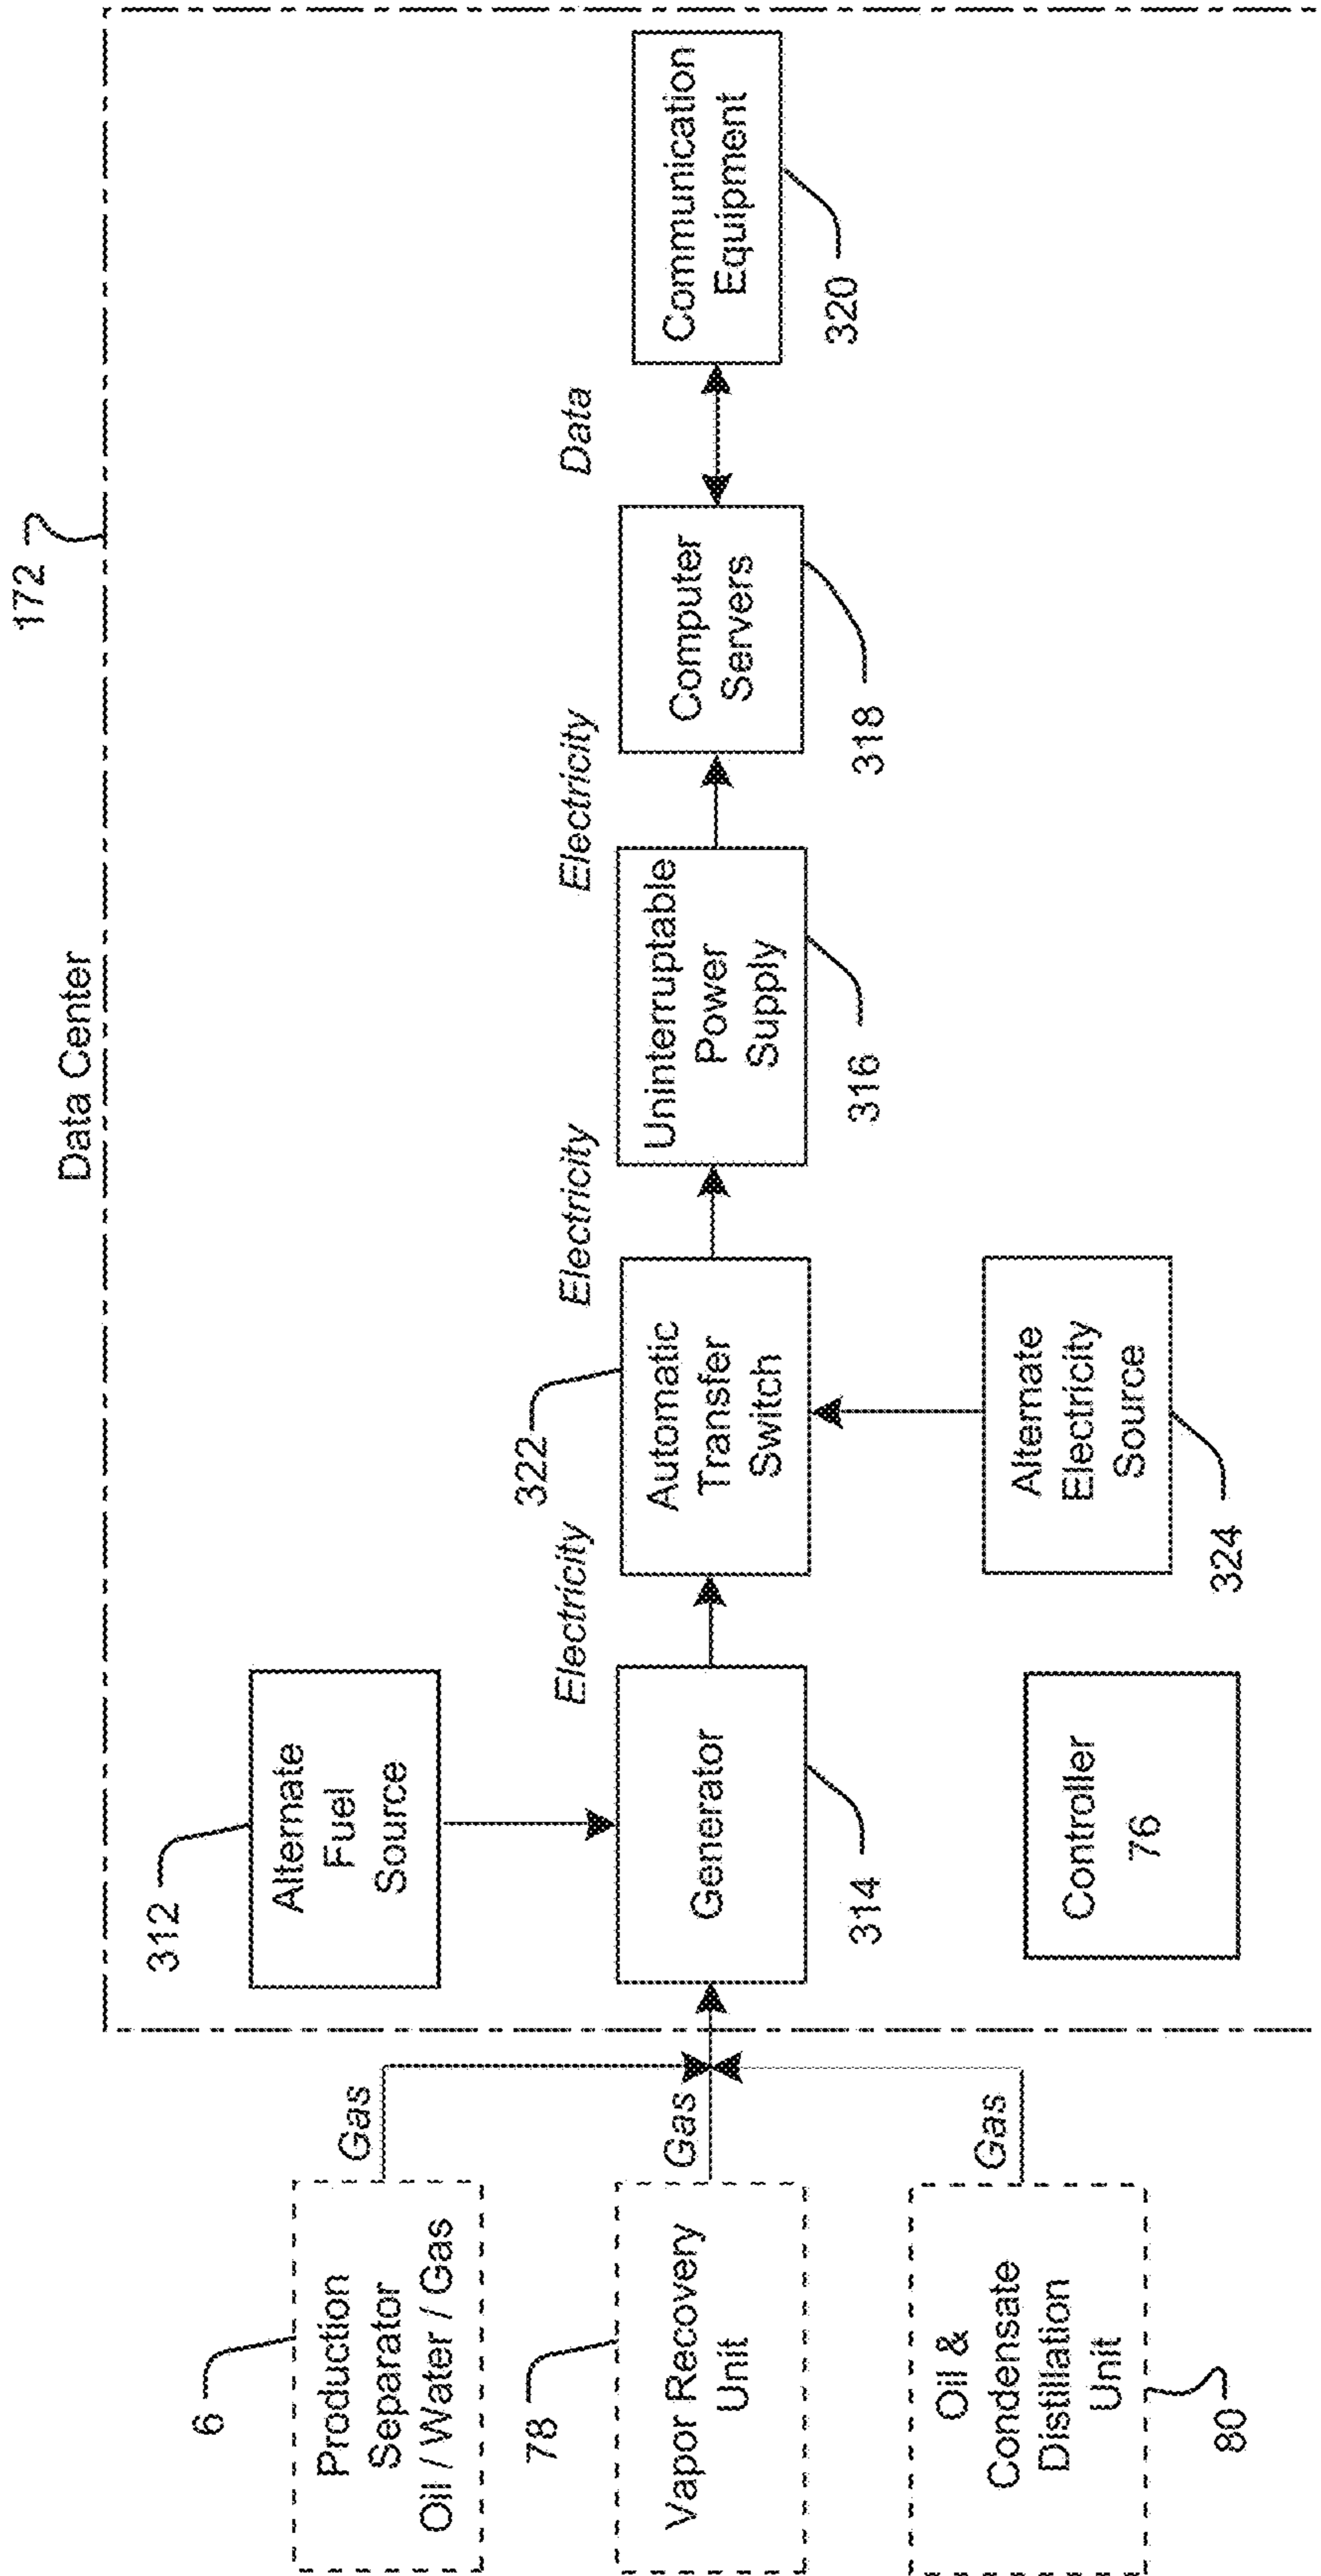 172
Data Center
6
Production
Separator
Oil / Water / Gas
Gas
78
Vapor Recovery
Unit
Gas
Oil &
Condensate
Distillation
Unit
80
Gas
312
Alternate
Fuel
Source
Generator
314
Controller
76
Electricity
322
Automatic
Transfer
Switch
Alternate
Electricity
Source
324
Electricity
Uninterruptable
Power
Supply
316
Electricity
Computer
Servers
318
Data
Communication
Equipment
320